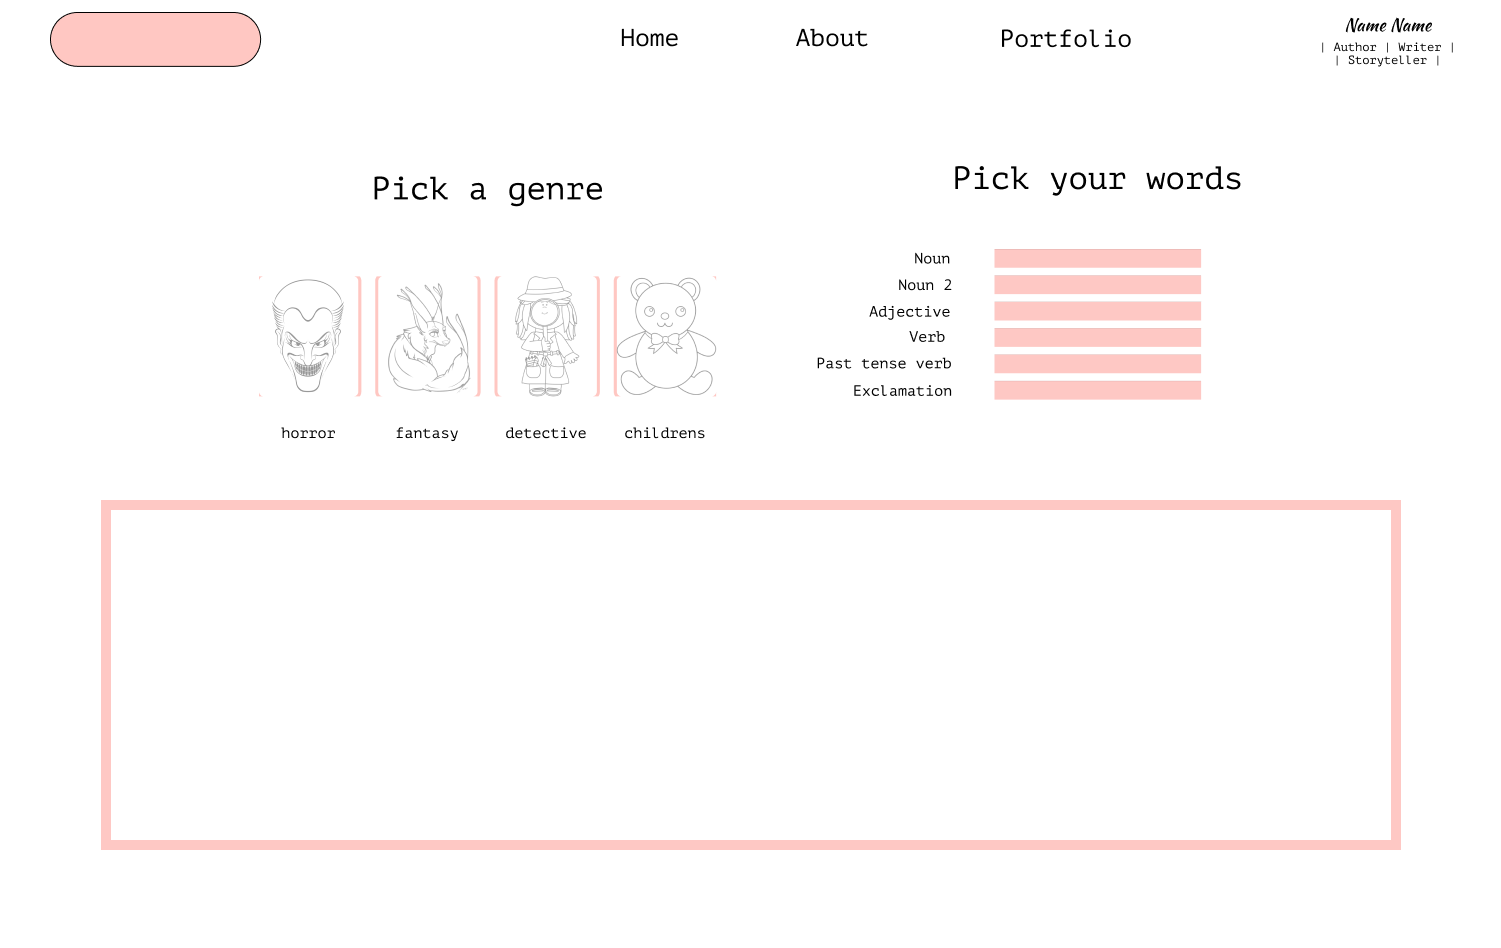 Home
About
Portfolio
Name Name
| Author | Writer |
| Storyteller |
Pick a genre
horror
fantasy
detective
childrens
Pick your words
Noun
Noun 2
Adjective
Verb
Past tense verb
Exclamation